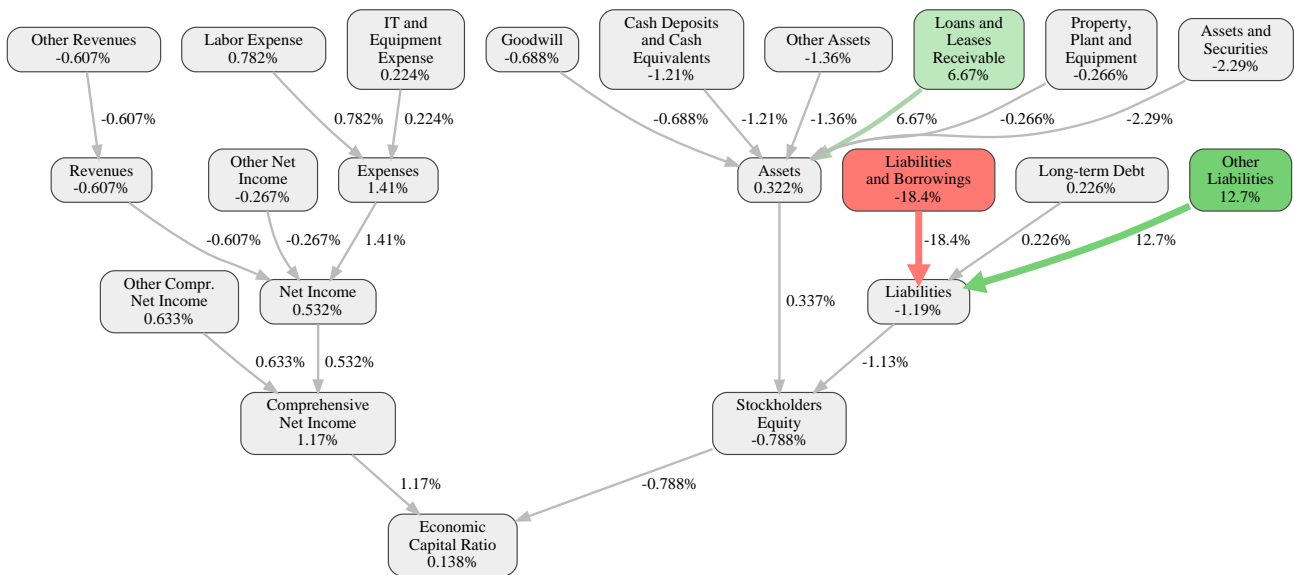 Other Revenues
-0.607%
Labor Expense
0.782%
IT and
Equipment
Expense
0.224%
Goodwill
-0.688%
Cash Deposits
and Cash
Equivalents
-1.21%
Other Assets
-1.36%
Loans and
Leases
Receivable
6.67%
Property,
Plant and
Equipment
-0.266%
Assets and
Securities
-2.29%
-0.607%
0.782%
0.224%
-0.688%
-1.21%
-1.36%
6.67%
-0.266%
-2.29%
Revenues
-0.607%
Other Net
Income
-0.267%
Expenses
1.41%
Assets
0.322%
Liabilities
and Borrowings
-18.4%
Long-term Debt
0.226%
Other
Liabilities
12.7%
-0.607%
-0.267%
1.41%
-18.4%
0.226%
12.7%
Other Compr.
Net Income
0.633%
Net Income
0.532%
0.337%
Liabilities
-1.19%
0.633%
0.532%
-1.13%
Comprehensive
Net Income
1.17%
Stockholders
Equity
-0.788%
1.17%
-0.788%
Economic
Capital Ratio
0.138%